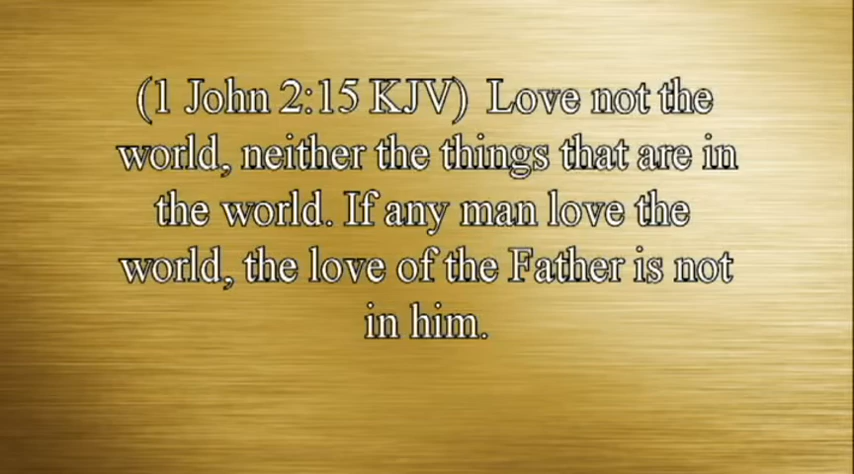 (1 John 2:15 KJV)  Love not the
world, neither the things that are in
the world. If any man love the
world, the love of the Father is not
in him.